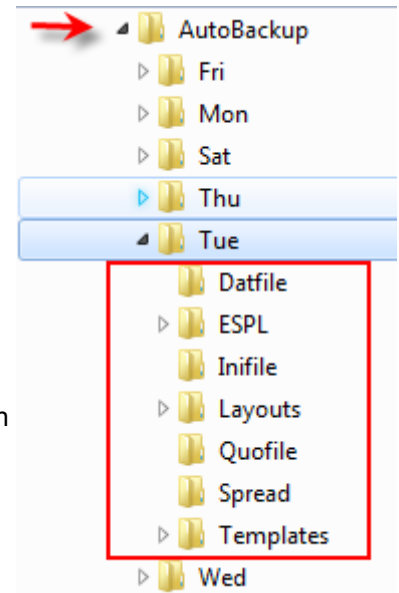 AutoBackup
Fri
Mon
Sat
Thu
Tue
Datfile
ESPL
Inifile
Layouts
Quofile
Spread
Templates
Wed